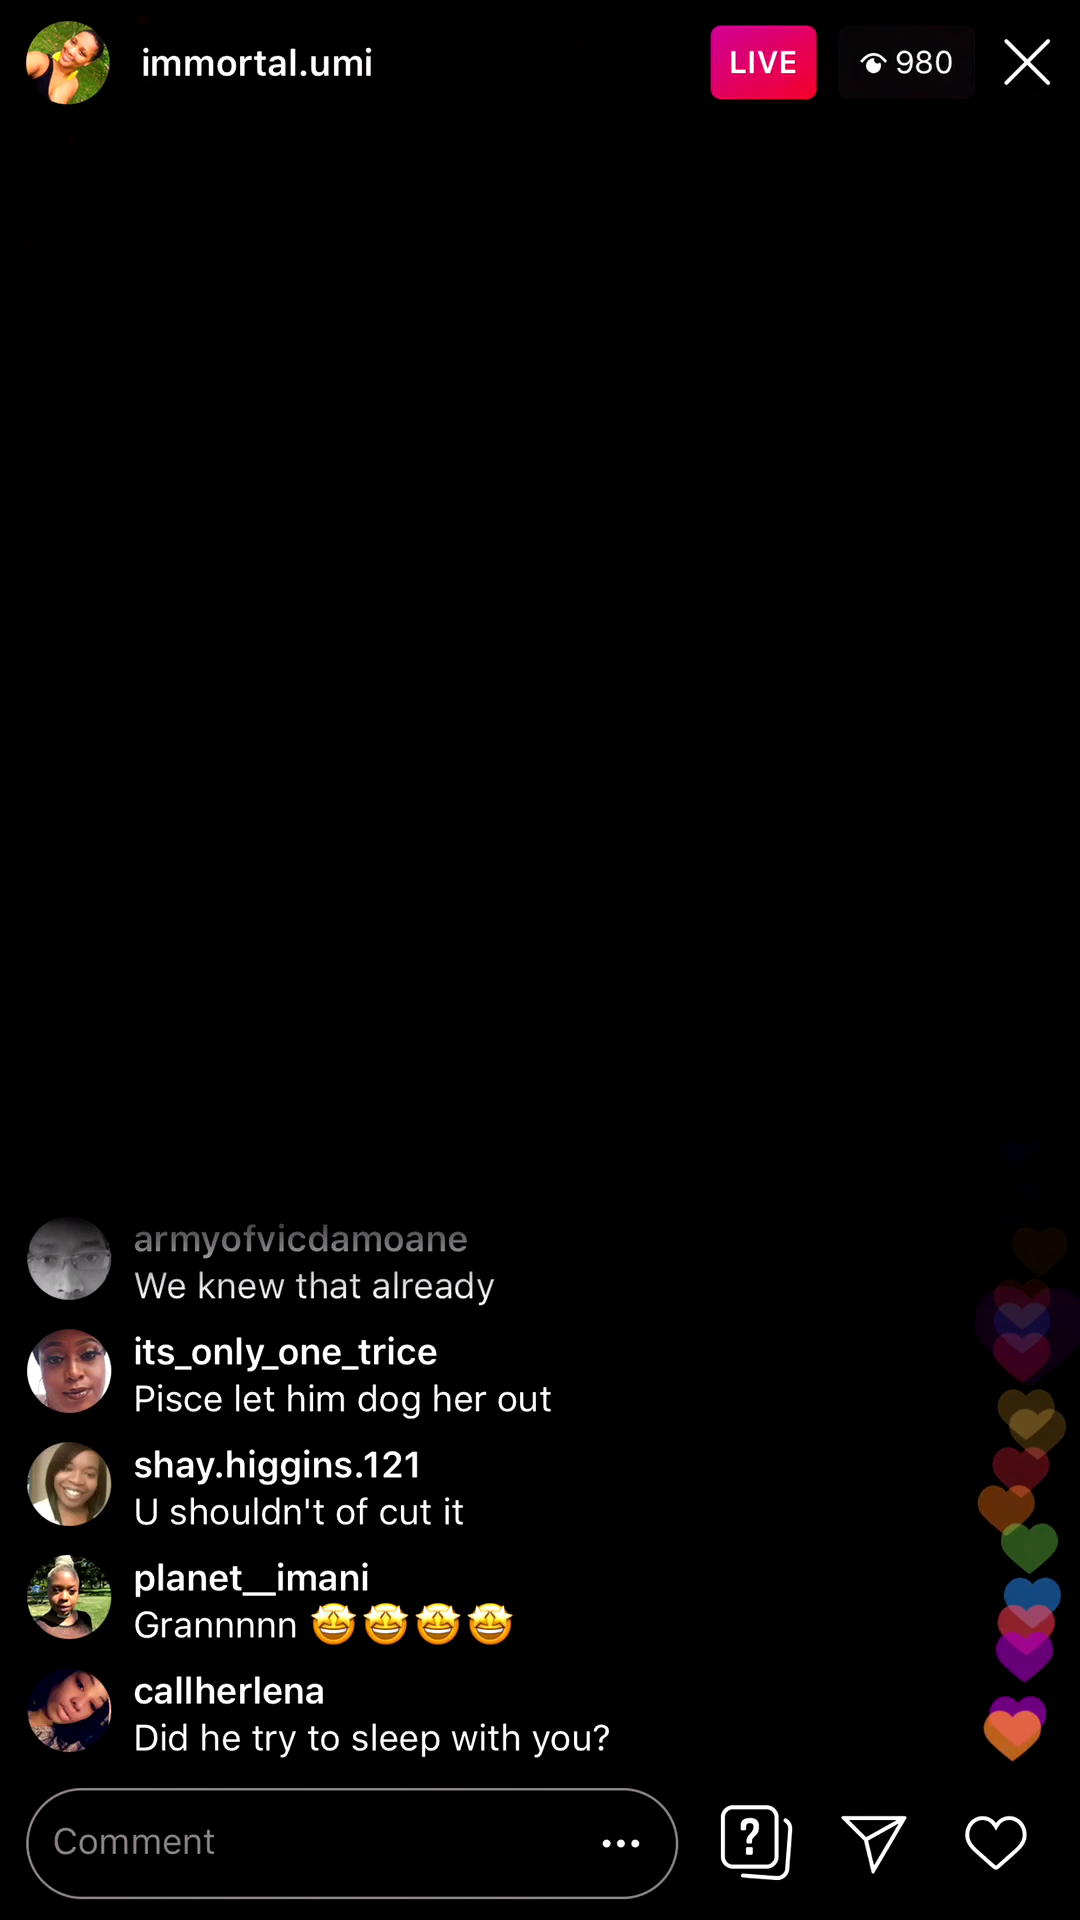 immortal.umi
LIVE
980
armyofvicdamoane
We knew that already
its_only_one_trice
Pisce let him dog her out
shay.higgins.121
U shouldn't of cut it
planet__imani
Grannnnn 🤩🤩🤩🤩
callherlena
Did he try to sleep with you?
Comment